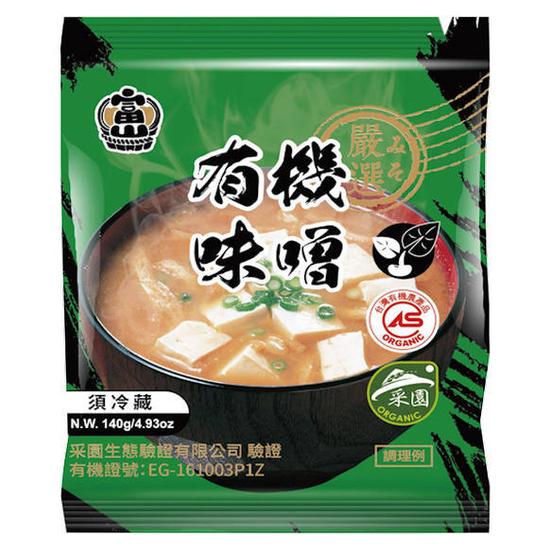 富山
嚴選
みそ
有機
味噌
台灣有機農產品
AS
ORGANIC
采園
ORGANIC
須冷藏
N.W. 140g/4.93oz
采園生態驗證有限公司 驗證
有機證號:EG-161003P1Z
調理例